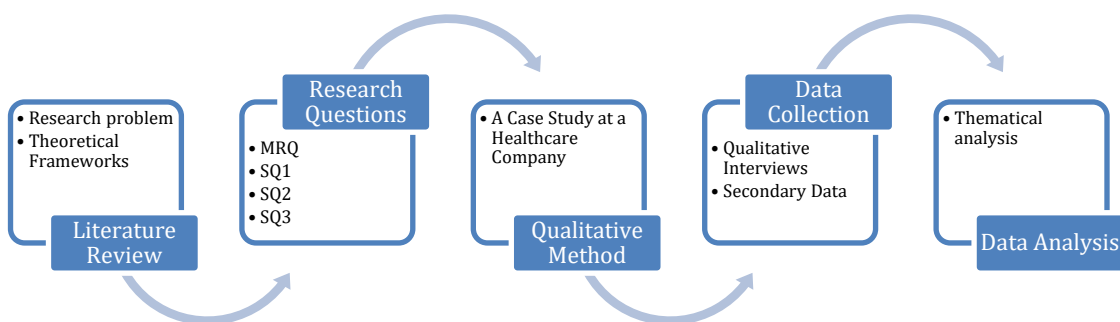 • Research problem
• Theoretical
Frameworks
Literature
Review
Research
Questions
• MRQ
• SQ1
• SQ2
• SQ3
• A Case Study at a
Healthcare
Company
Qualitative
Method
Data
Collection
• Qualitative
Interviews
• Secondary Data
• Thematical
analysis
Data Analysis